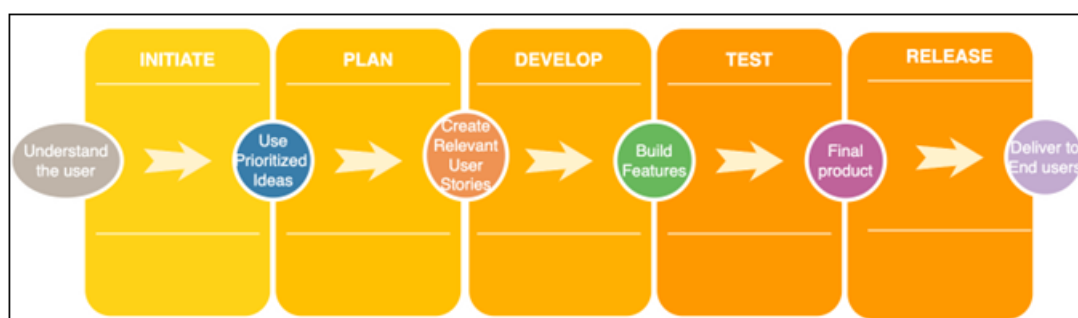 INITIATE
PLAN
DEVELOP
TEST
RELEASE
Understand
the user
Use
Prioritized
Ideas
Create
Relevant
User
Stories
Build
Features
Final
product
Deliver to
End users